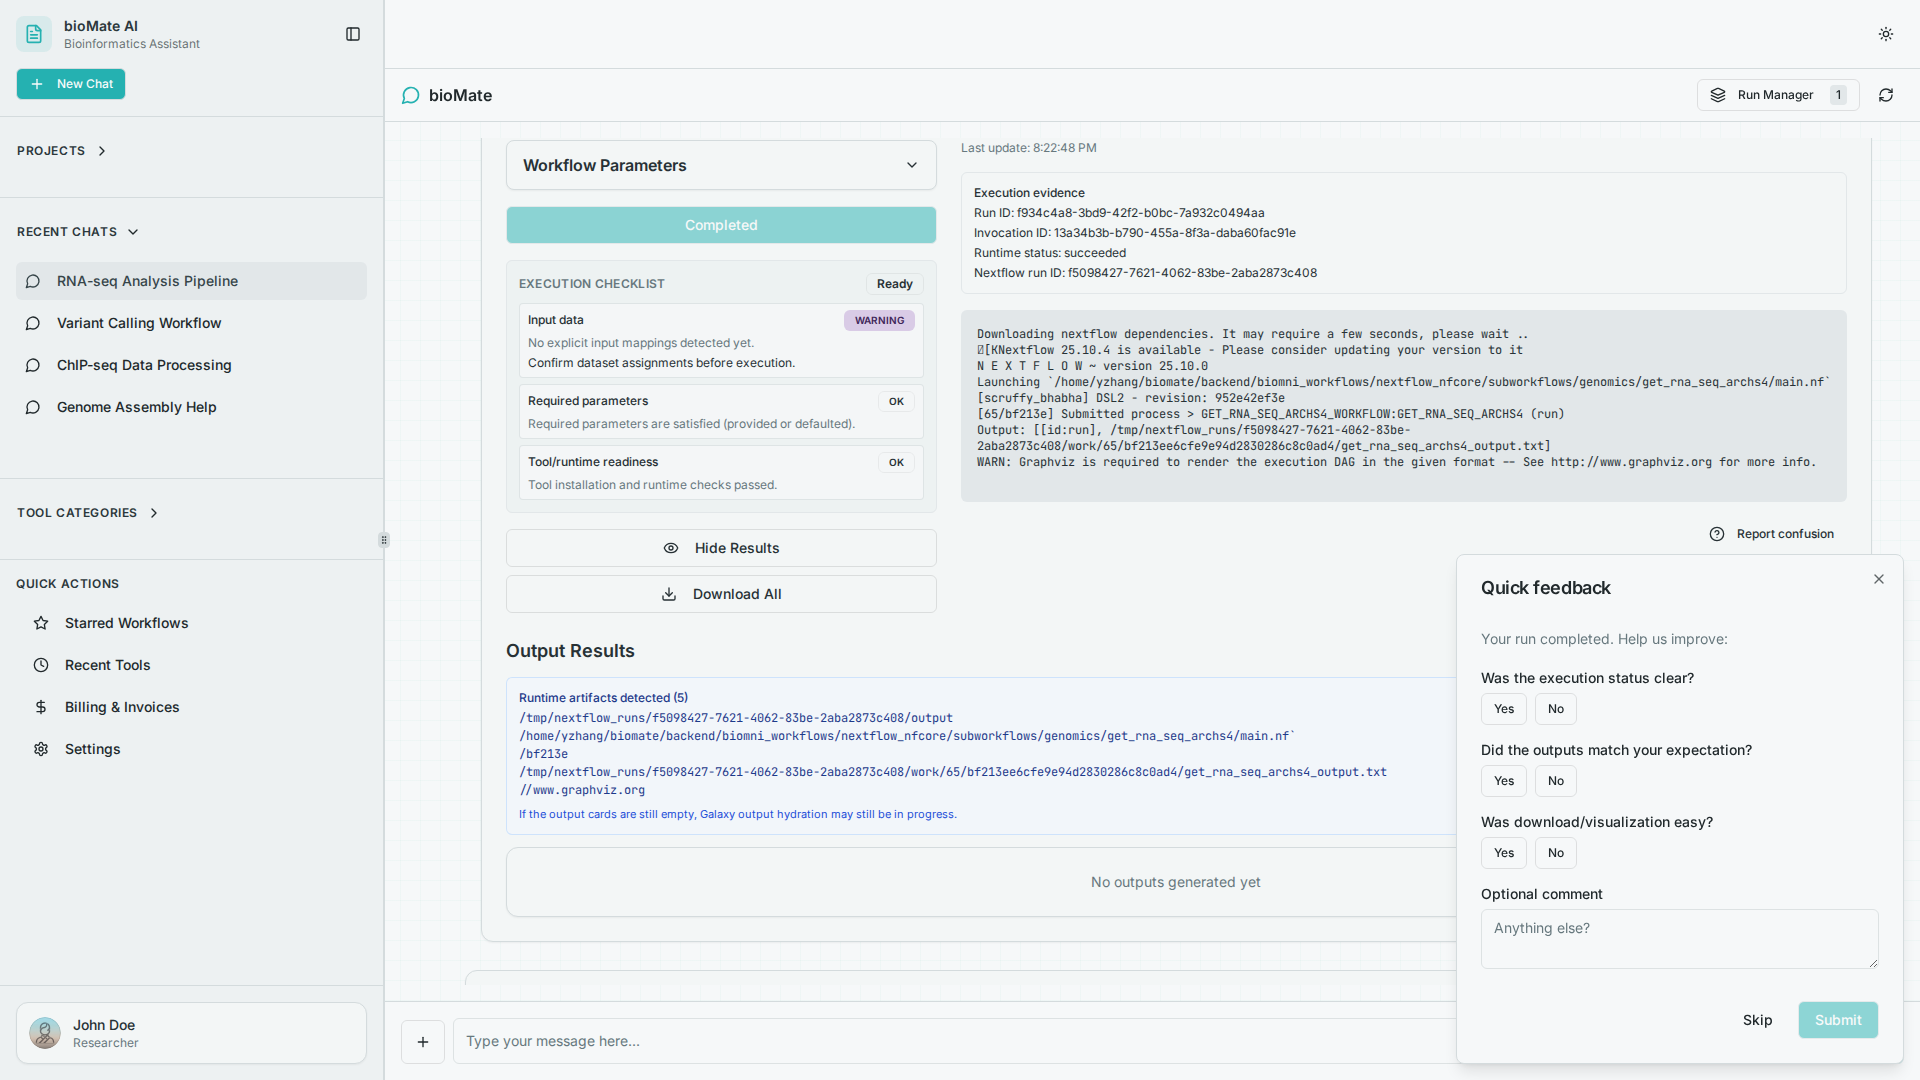 bioMate AI
Bioinformatics Assistant
New Chat
PROJECTS
RECENT CHATS
RNA-seq Analysis Pipeline
Variant Calling Workflow
ChIP-seq Data Processing
Genome Assembly Help
TOOL CATEGORIES
QUICK ACTIONS
Starred Workflows
Recent Tools
Billing & Invoices
Settings
John Doe
Researcher
bioMate
Run Manager 1
Workflow Parameters
Completed
EXECUTION CHECKLIST Ready
Input data WARNING
No explicit input mappings detected yet.
Confirm dataset assignments before execution.
Required parameters OK
Required parameters are satisfied (provided or defaulted).
Tool/runtime readiness OK
Tool installation and runtime checks passed.
Hide Results
Download All
Last update: 8:22:48 PM
Execution evidence
Run ID: f934c4a8-3bd9-42f2-b0bc-7a932c0494aa
Invocation ID: 13a34b3b-b790-455a-8f3a-daba60fac91e
Runtime status: succeeded
Nextflow run ID: f5098427-7621-4062-83be-2aba2873c408
Downloading nextflow dependencies. It may require a few seconds, please wait ..
[KNextflow 25.10.4 is available - Please consider updating your version to it
N E X T F L O W ~ version 25.10.0
Launching `/home/yzhang/biomate/backend/biomni_workflows/nextflow_nfcore/subworkflows/genomics/get_rna_seq_archs4/main.nf`
[scruffy_bhabha] DSL2 - revision: 952e42ef3e
[65/bf213e] Submitted process > GET_RNA_SEQ_ARCHS4_WORKFLOW:GET_RNA_SEQ_ARCHS4 (run)
Output: [[id:run], /tmp/nextflow_runs/f5098427-7621-4062-83be-
2aba2873c408/work/65/bf213ee6cfe9e94d2830286c8c0ad4/get_rna_seq_archs4_output.txt]
WARN: Graphviz is required to render the execution DAG in the given format -- See http://www.graphviz.org for more info.
Report confusion
Output Results
Runtime artifacts detected (5)
/tmp/nextflow_runs/f5098427-7621-4062-83be-2aba2873c408/output
/home/yzhang/biomate/backend/biomni_workflows/nextflow_nfcore/subworkflows/genomics/get_rna_seq_archs4/main.nf`
/bf213e
/tmp/nextflow_runs/f5098427-7621-4062-83be-2aba2873c408/work/65/bf213ee6cfe9e94d2830286c8c0ad4/get_rna_seq_archs4_output.txt
//www.graphviz.org
If the output cards are still empty, Galaxy output hydration may still be in progress.
No outputs generated yet
Type your message here...
Quick feedback
Your run completed. Help us improve:
Was the execution status clear?
Yes No
Did the outputs match your expectation?
Yes No
Was download/visualization easy?
Yes No
Optional comment
Anything else?
Skip Submit